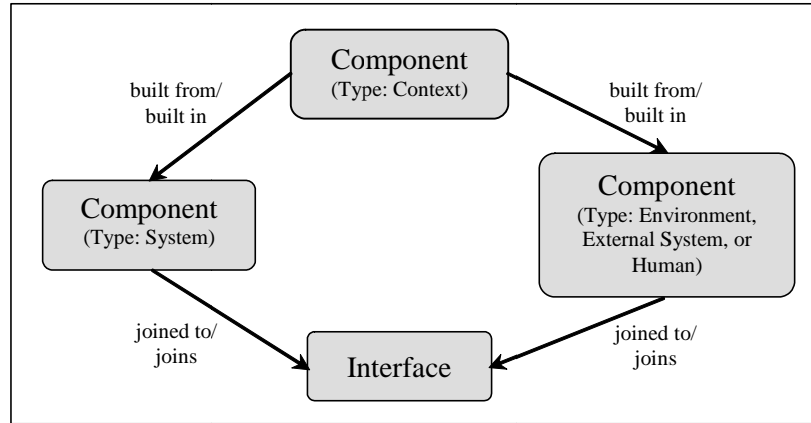 Component
(Type: Context)
built from/
built in
built from/
built in
Component
(Type: System)
Component
(Type: Environment,
External System, or
Human)
joined to/
joins
joined to/
joins
Interface